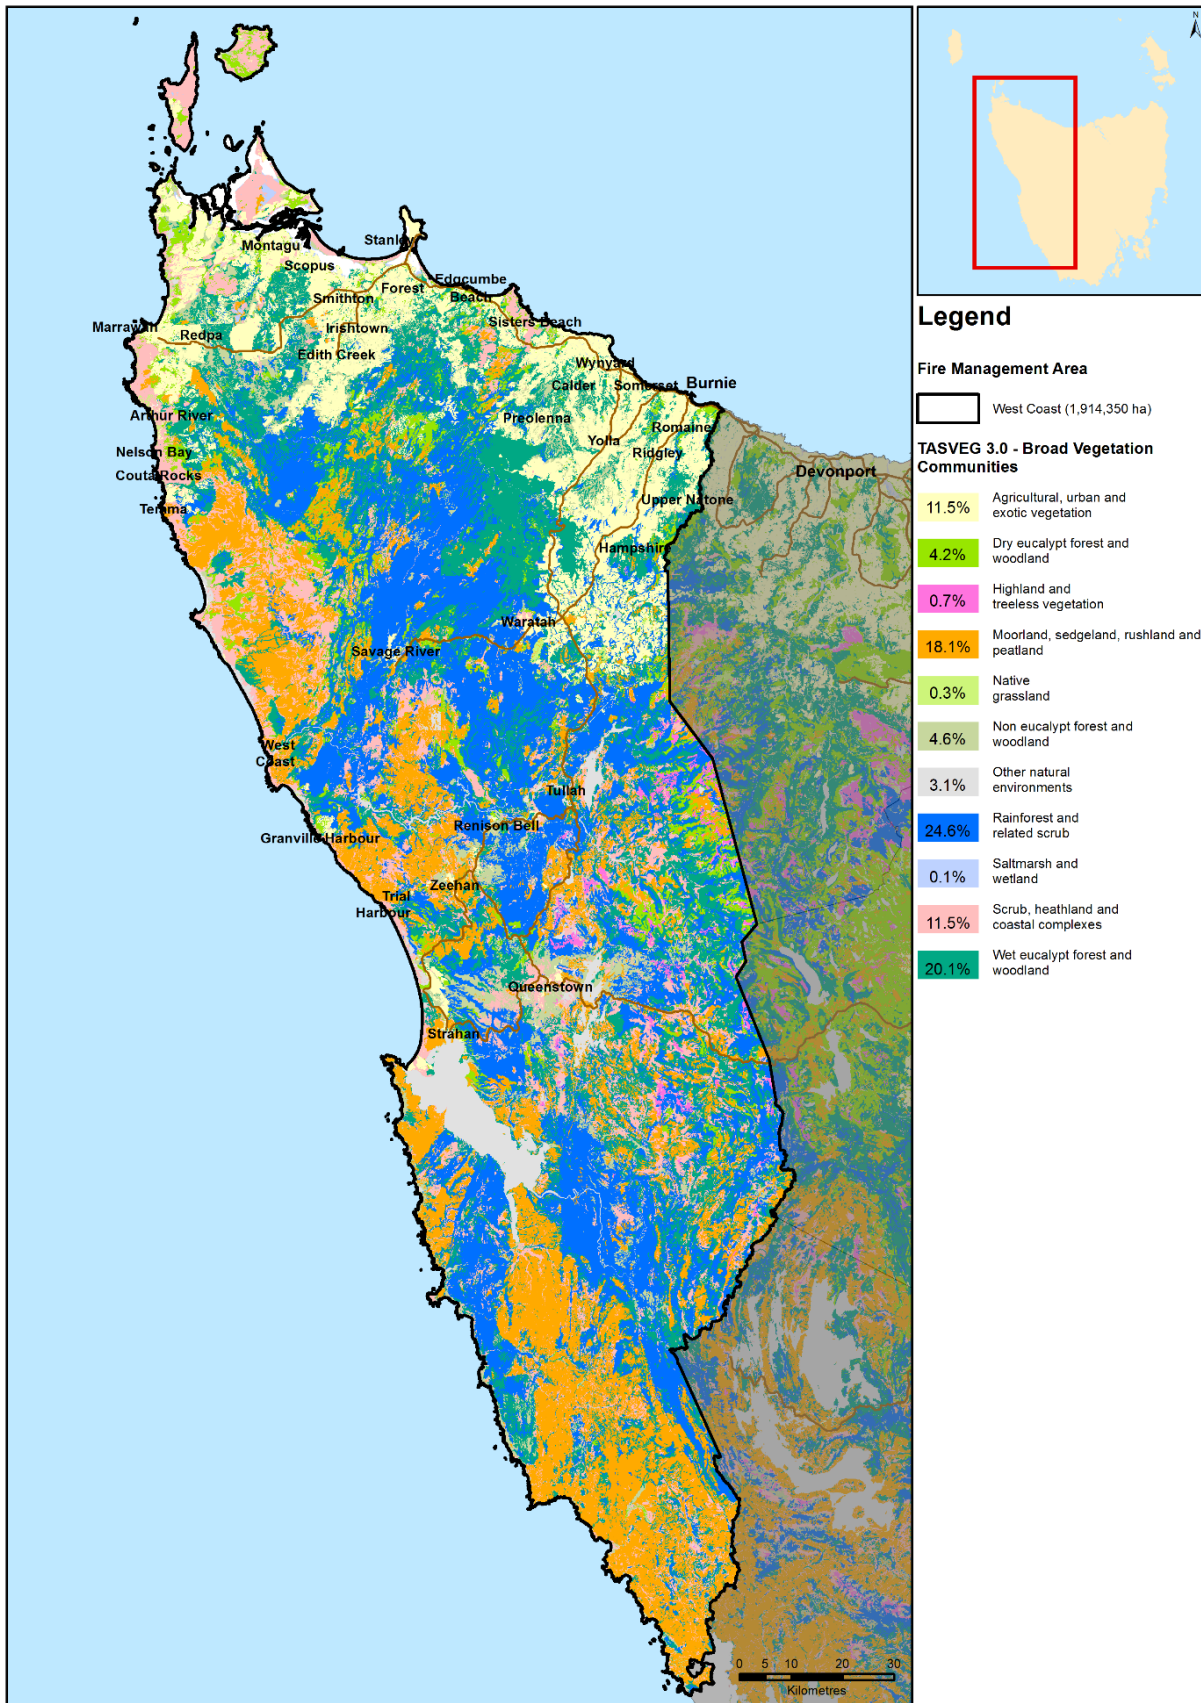 N
Montagu
Stanley
Scopus
Edgcumbe
Beach
Forest
Smithton
Marrawah
Redpa
Irishtown
Sisters Beach
Edith Creek
Wynyard
Calder
Somerset
Burnie
Arthur River
Preolenna
Romaine
Yolla
Nelson Bay
Ridgley
Couta Rocks
Devonport
Upper Natone
Temma
Hampshire
Waratah
Savage River
West
Coast
Tullah
Renison Bell
Granville Harbour
Zeehan
Trial
Harbour
Queenstown
Strahan
0 5 10 20 30
Kilometres
Legend
Fire Management Area
West Coast (1,914,350 ha)
TASVEG 3.0 - Broad Vegetation
Communities
11.5% Agricultural, urban and
exotic vegetation
4.2% Dry eucalypt forest and
woodland
0.7% Highland and
treeless vegetation
18.1% Moorland, sedgeland, rushland and
peatland
0.3% Native
grassland
4.6% Non eucalypt forest and
woodland
3.1% Other natural
environments
24.6% Rainforest and
related scrub
0.1% Saltmarsh and
wetland
11.5% Scrub, heathland and
coastal complexes
20.1% Wet eucalypt forest and
woodland